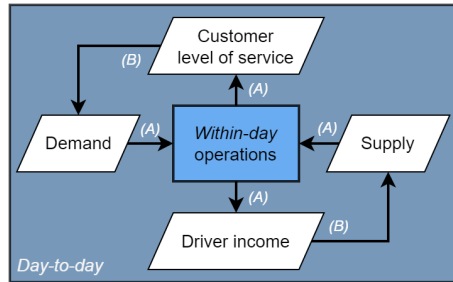 Customer
level of service
(B)
(A)
Demand
(A)
Within-day
operations
(A)
Supply
(A)
Driver income
(B)
Day-to-day